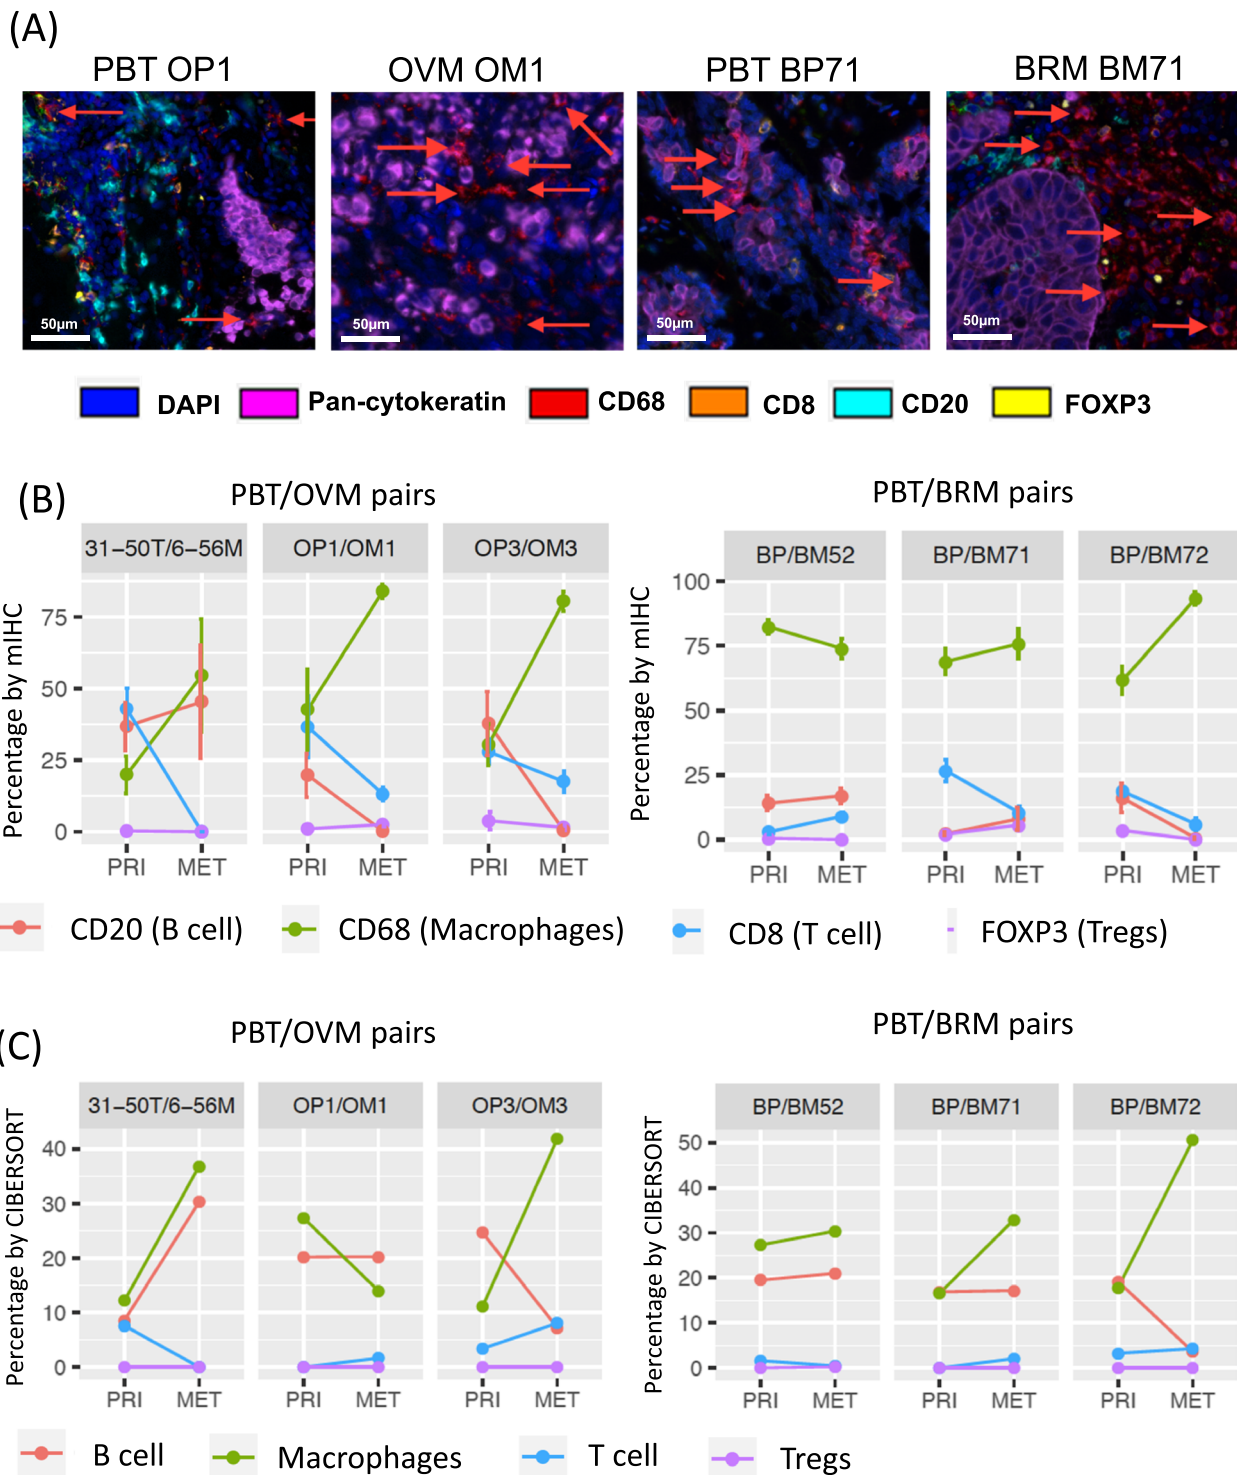 (A)
PBT OP1 OVM OM1 PBT BP71 BRM BM71
50µm 50µm 50µm 50µm
DAPI Pan-cytokeratin CD68 CD8 CD20 FOXP3
(B) PBT/OVM pairs PBT/BRM pairs
31–50T/6–56M OP1/OM1 OP3/OM3
Percentage by mIHC
75
50
25
0
PRI MET PRI MET PRI MET
BP/BM52 BP/BM71 BP/BM72
Percentage by mIHC
100
75
50
25
0
PRI MET PRI MET PRI MET
CD20 (B cell) CD68 (Macrophages) CD8 (T cell) FOXP3 (Tregs)
(C) PBT/OVM pairs PBT/BRM pairs
31–50T/6–56M OP1/OM1 OP3/OM3
Percentage by CIBERSORT
40
30
20
10
0
PRI MET PRI MET PRI MET
BP/BM52 BP/BM71 BP/BM72
Percentage by CIBERSORT
50
40
30
20
10
0
PRI MET PRI MET PRI MET
B cell Macrophages T cell Tregs